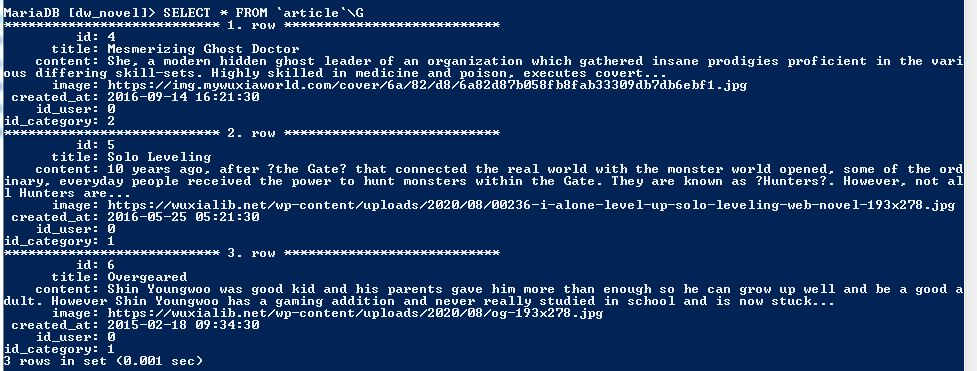 MariaDB [dw_novel]> SELECT * FROM `article`\G
*************************** 1. row ***************************
id: 4
title: Mesmerizing Ghost Doctor
content: She, a modern hidden ghost leader of an organization which gathered insane prodigies proficient in the vari
ous differing skill-sets. Highly skilled in medicine and poison, executes covert...
image: https://img.mywuxiaworld.com/cover/6a/82/d8/6a82d87b058fb8fab33309db7db6ebf1.jpg
created_at: 2016-09-14 16:21:30
id_user: 0
id_category: 2
*************************** 2. row ***************************
id: 5
title: Solo Leveling
content: 10 years ago, after ?the Gate? that connected the real world with the monster world opened, some of the ord
inary, everyday people received the power to hunt monsters within the Gate. They are known as ?Hunters?. However, not al
l Hunters are...
image: https://wuxialib.net/wp-content/uploads/2020/08/00236-i-alone-level-up-solo-leveling-web-novel-193x278.jpg
created_at: 2016-05-25 05:21:30
id_user: 0
id_category: 1
*************************** 3. row ***************************
id: 6
title: Overgeared
content: Shin Youngwoo was good kid and his parents gave him more than enough so he can grow up well and be a good a
dult. However Shin Youngwoo has a gaming addition and never really studied in school and is now stuck...
image: https://wuxialib.net/wp-content/uploads/2020/08/og-193x278.jpg
created_at: 2015-02-18 09:34:30
id_user: 0
id_category: 1
3 rows in set (0.001 sec)